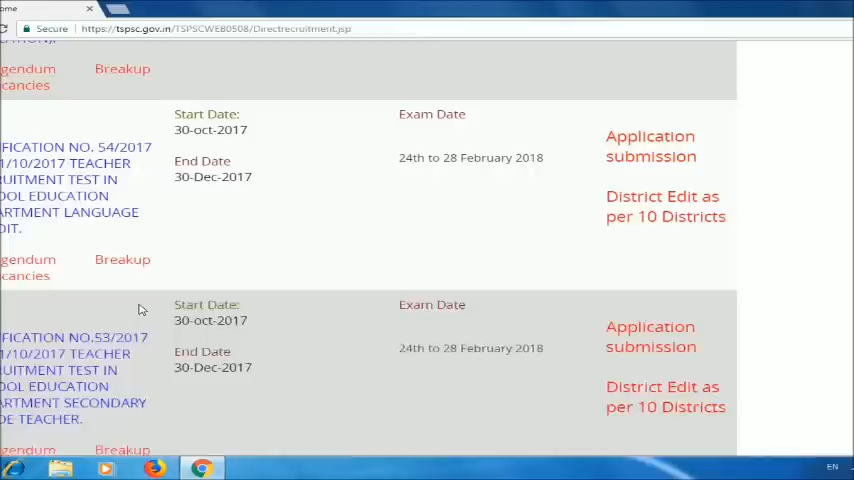 ome
Secure https://tspsc.gov.in/TSPSCWEB0508/Directrecruitment.jsp
gendum Breakup
cancies
Start Date: Exam Date
30-oct-2017
Application
FICATION NO. 54/2017
submission
End Date 24th to 28 February 2018
1/10/2017 TEACHER
30-Dec-2017
RUITMENT TEST IN
OOL EDUCATION District Edit as
ARTMENT LANGUAGE per 10 Districts
DIT.
gendum Breakup
cancies
Start Date: Exam Date
30-oct-2017
Application
FICATION NO.53/2017
submission
End Date 24th to 28 February 2018
1/10/2017 TEACHER
30-Dec-2017
RUITMENT TEST IN
OOL EDUCATION District Edit as
ARTMENT SECONDARY per 10 Districts
DE TEACHER.
gendum Breakup
EN